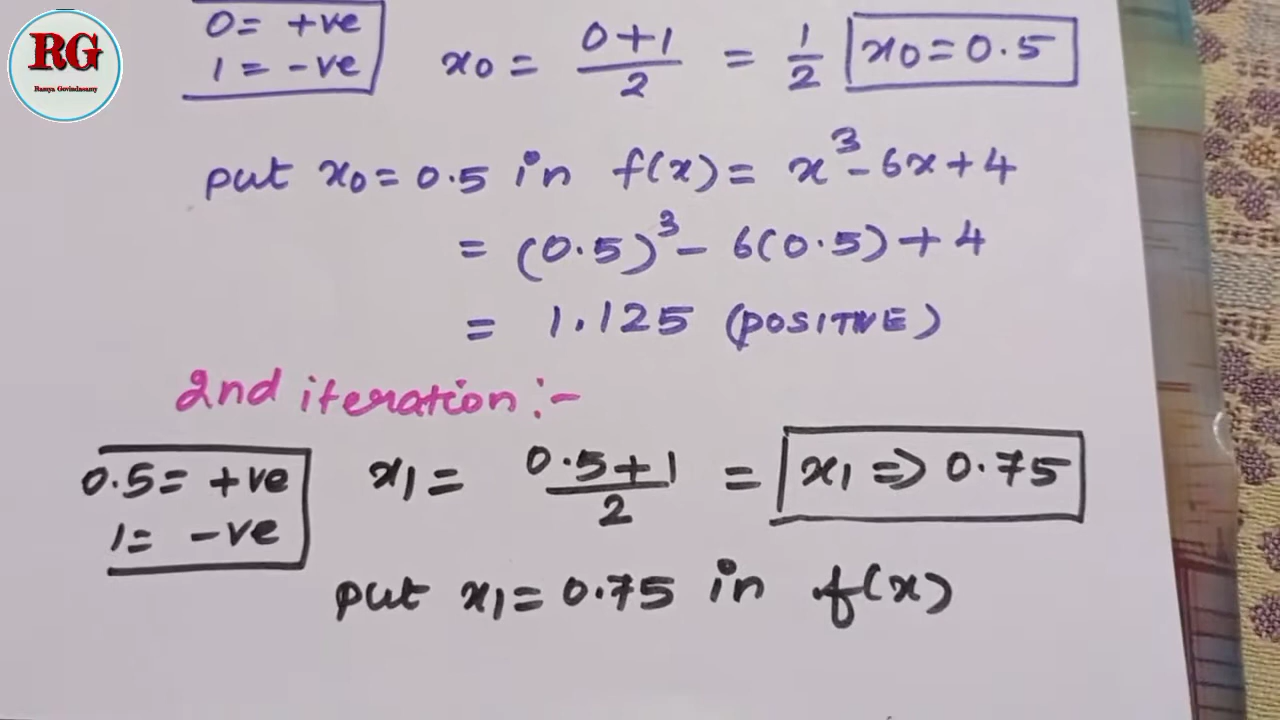 RG
Ramya Govindasamy
0 = +ve
1 = -ve
x0 = (0+1)/2 = 1/2 x0 = 0.5
put x0 = 0.5 in f(x) = x³ - 6x + 4
= (0.5)³ - 6(0.5) + 4
= 1.125 (POSITIVE)
2nd iteration :-
0.5 = +ve
1 = -ve
x1 = (0.5+1)/2 = x1 => 0.75
put x1 = 0.75 in f(x)